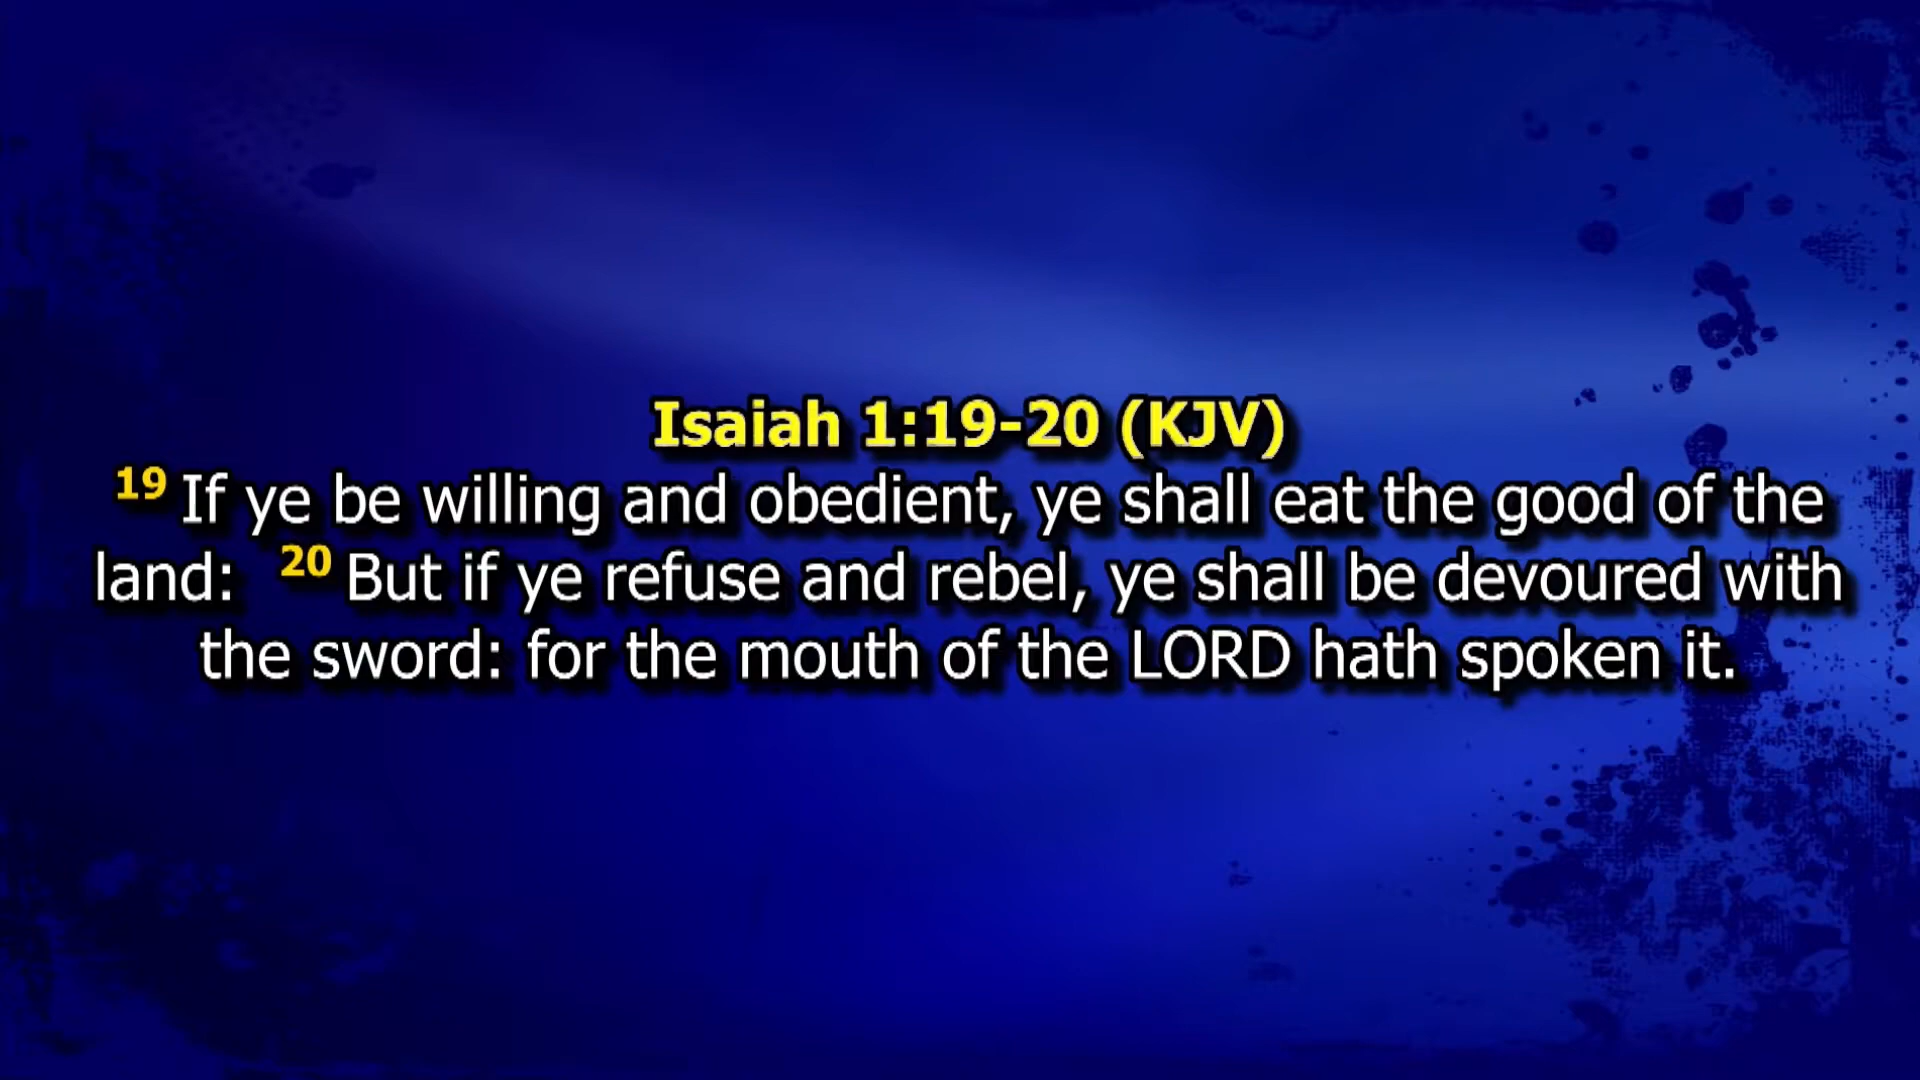 Isaiah 1:19-20 (KJV)
19 If ye be willing and obedient, ye shall eat the good of the
land: 20 But if ye refuse and rebel, ye shall be devoured with
the sword: for the mouth of the LORD hath spoken it.